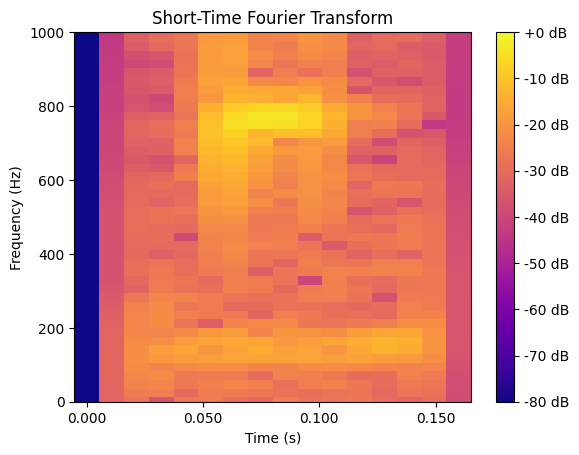 Short-Time Fourier Transform
Frequency (Hz)
1000
800
600
400
200
0
0.000
0.050
0.100
0.150
Time (s)
+0 dB
-10 dB
-20 dB
-30 dB
-40 dB
-50 dB
-60 dB
-70 dB
-80 dB